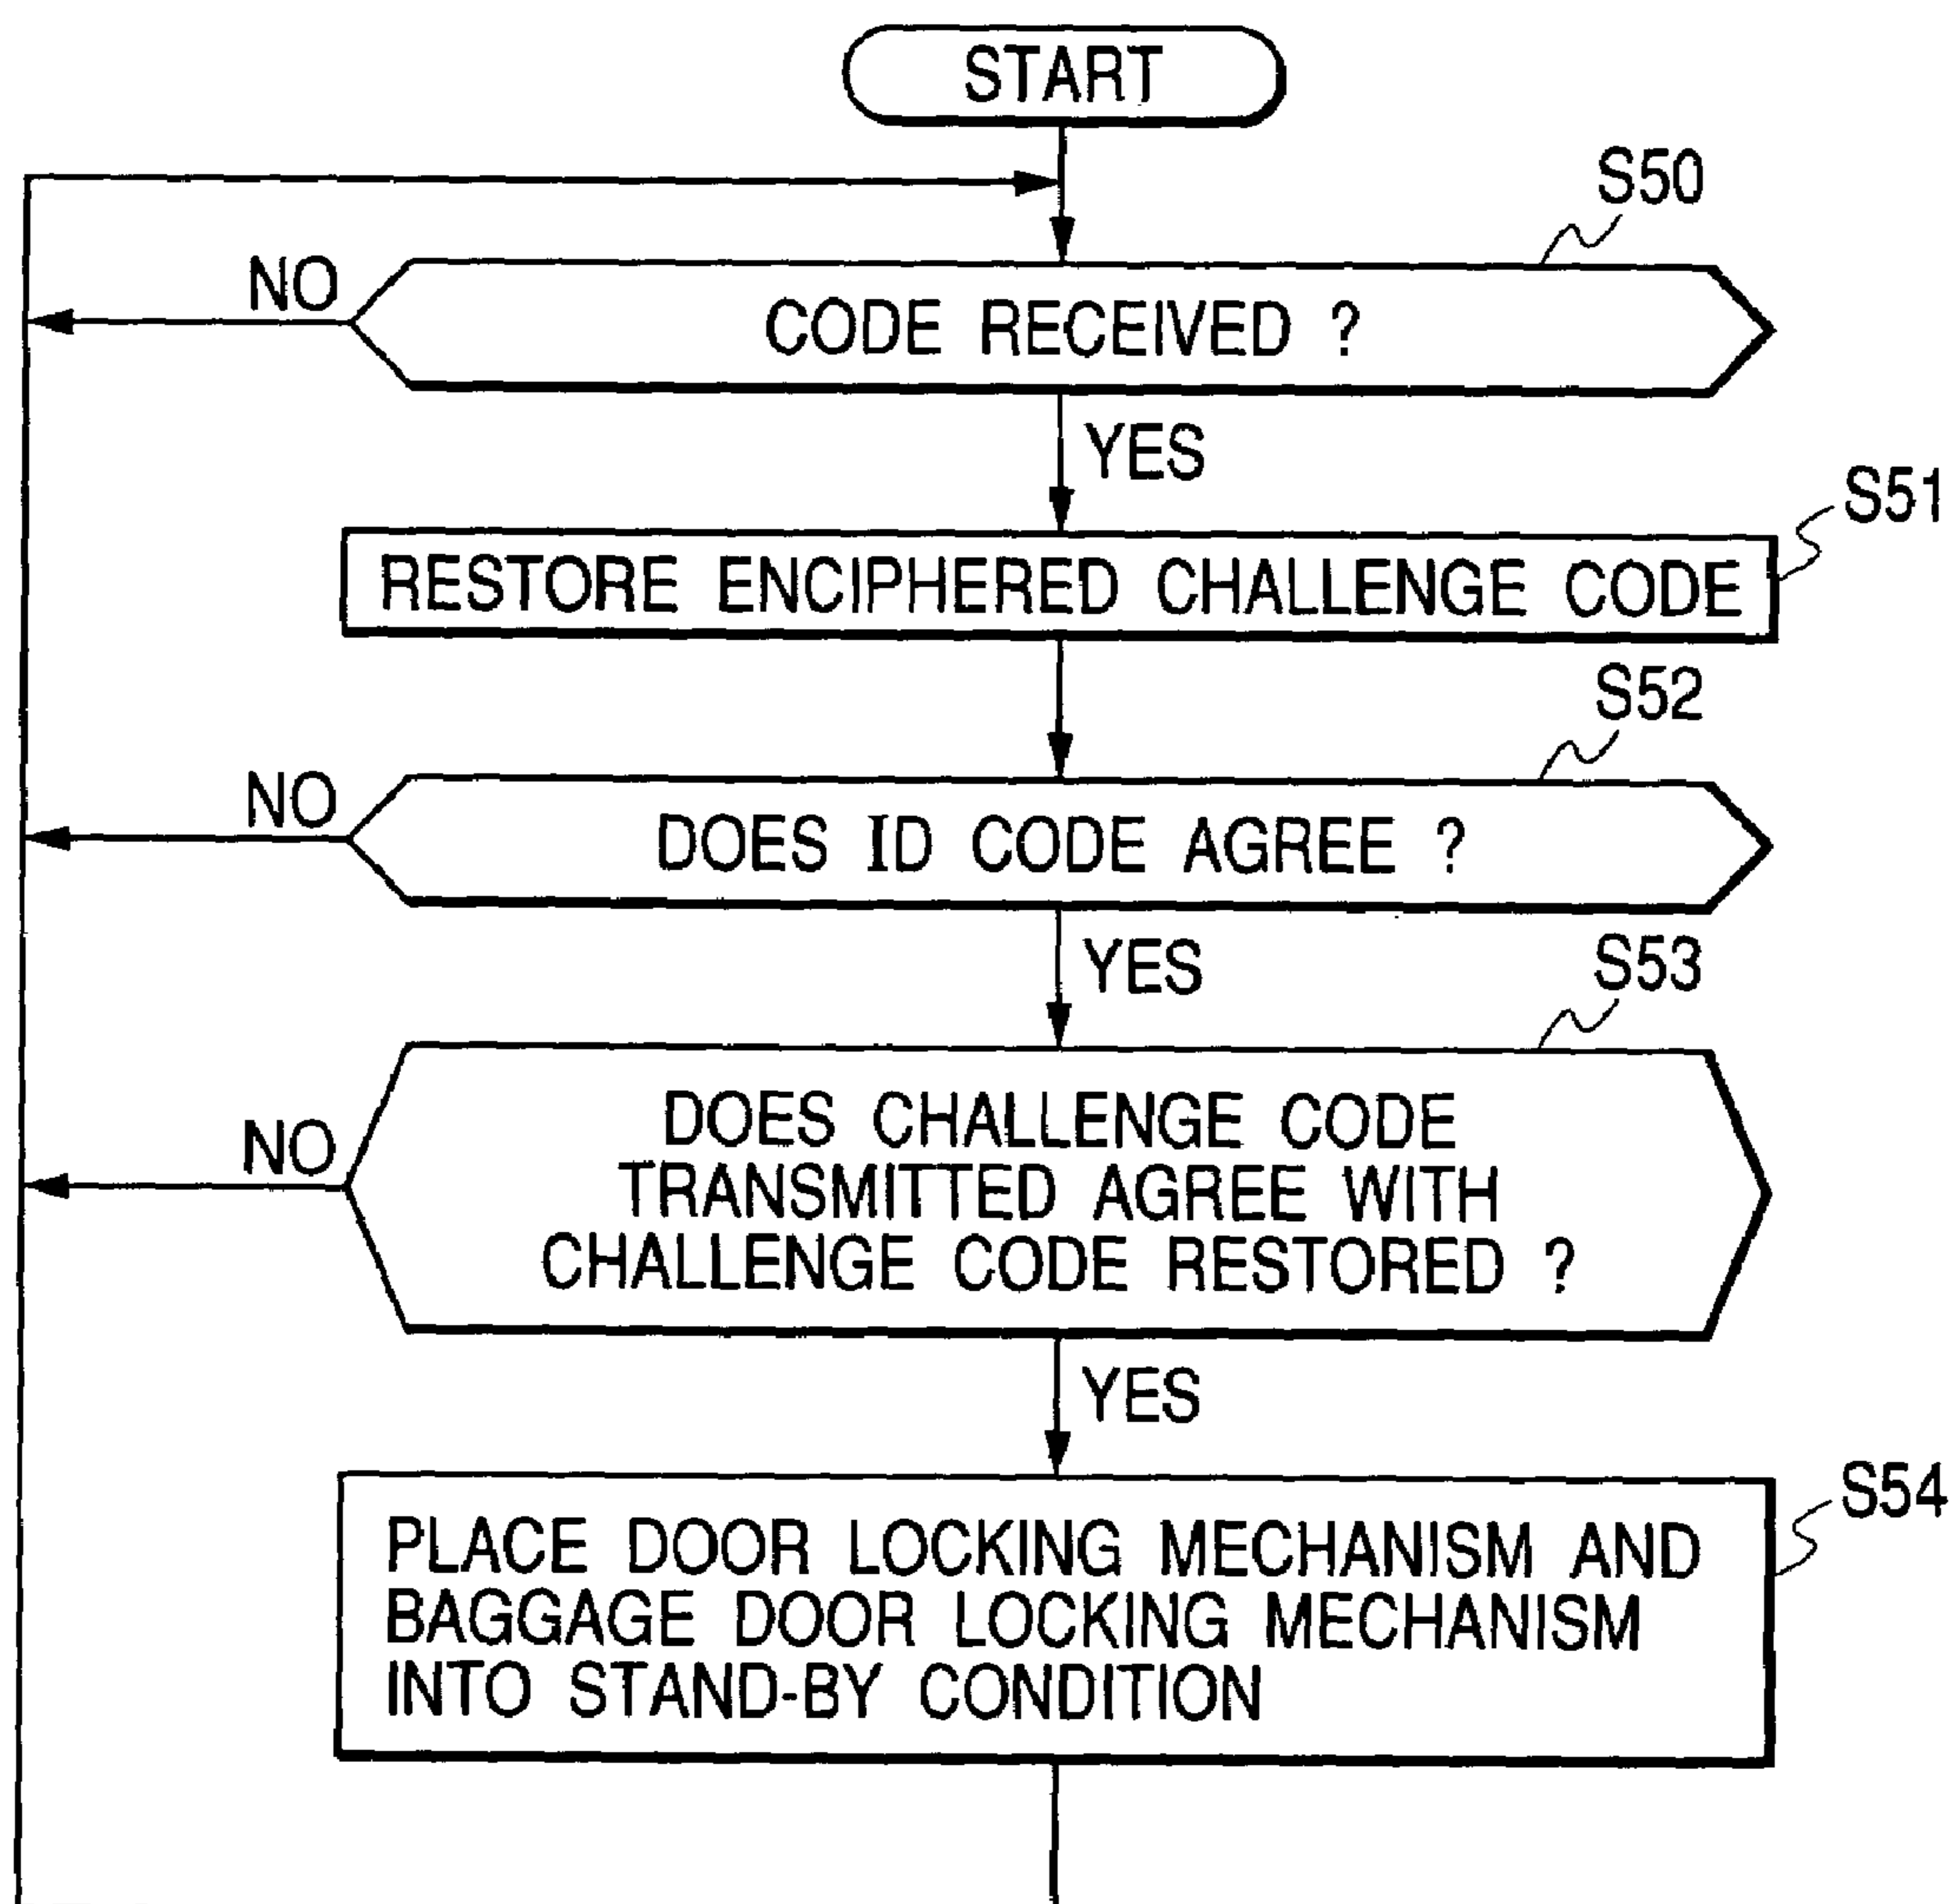 START
S50
NO
CODE RECEIVED ?
YES
S51
RESTORE ENCIPHERED CHALLENGE CODE
S52
NO
DOES ID CODE AGREE ?
YES
S53
NO
DOES CHALLENGE CODE
TRANSMITTED AGREE WITH
CHALLENGE CODE RESTORED ?
YES
S54
PLACE DOOR LOCKING MECHANISM AND
BAGGAGE DOOR LOCKING MECHANISM
INTO STAND-BY CONDITION